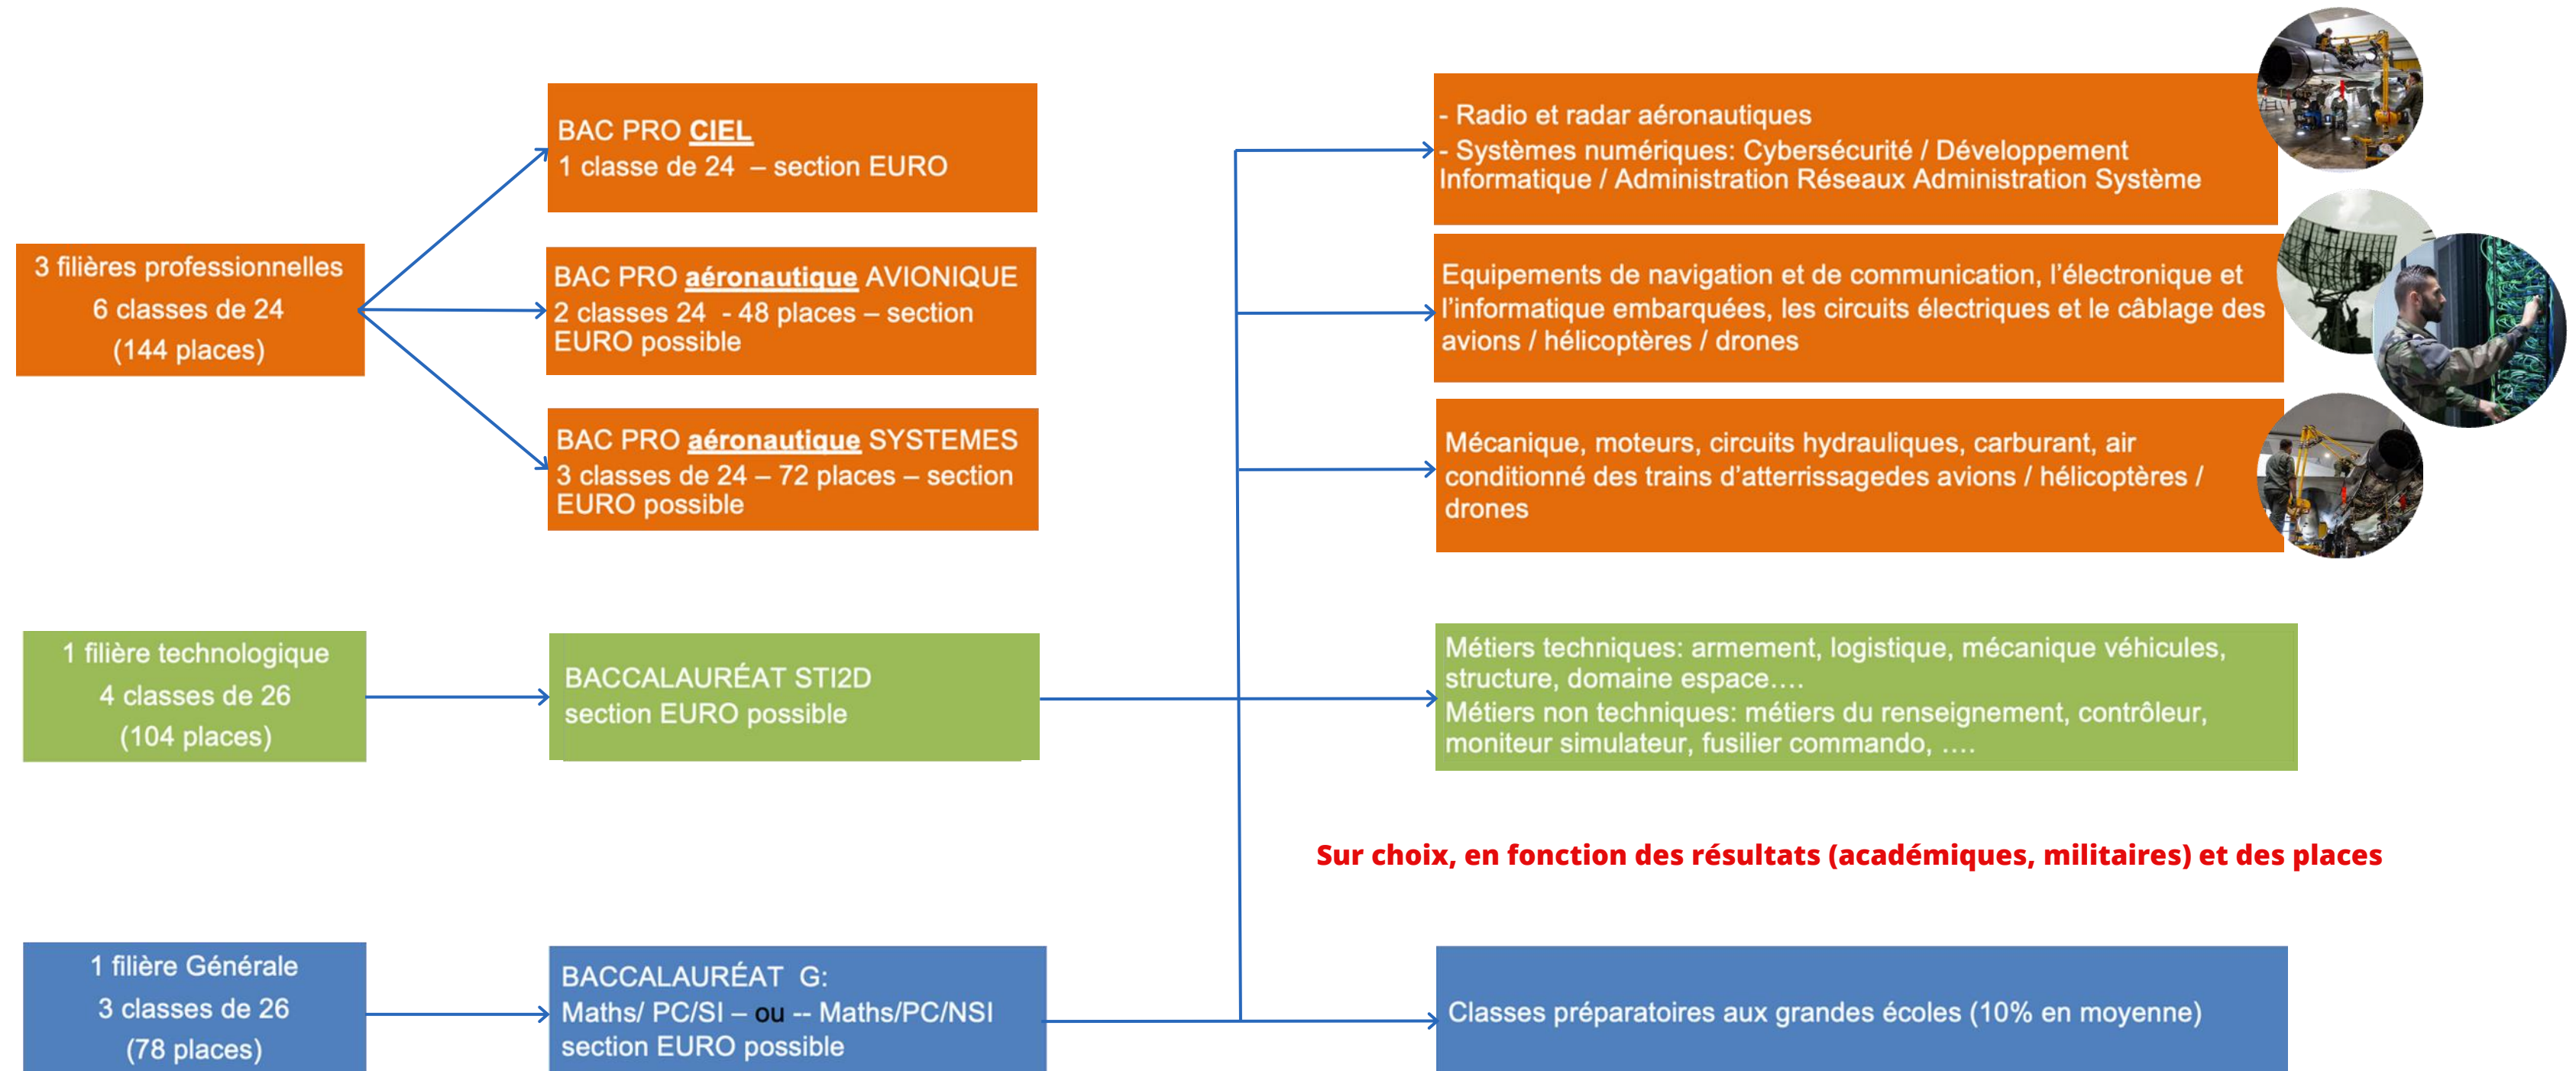 3 filières professionnelles
6 classes de 24
(144 places)
BAC PRO CIEL
1 classe de 24 – section EURO
BAC PRO aéronautique AVIONIQUE
2 classes 24 - 48 places – section
EURO possible
BAC PRO aéronautique SYSTEMES
3 classes de 24 – 72 places – section
EURO possible
- Radio et radar aéronautiques
- Systèmes numériques: Cybersécurité / Développement
Informatique / Administration Réseaux Administration Système
Equipements de navigation et de communication, l'électronique et
l'informatique embarquées, les circuits électriques et le câblage des
avions / hélicoptères / drones
Mécanique, moteurs, circuits hydrauliques, carburant, air
conditionné des trains d'atterrissagedes avions / hélicoptères /
drones
1 filière technologique
4 classes de 26
(104 places)
BACCALAURÉAT STI2D
section EURO possible
Métiers techniques: armement, logistique, mécanique véhicules,
structure, domaine espace….
Métiers non techniques: métiers du renseignement, contrôleur,
moniteur simulateur, fusilier commando, ….
Sur choix, en fonction des résultats (académiques, militaires) et des places
1 filière Générale
3 classes de 26
(78 places)
BACCALAURÉAT G:
Maths/ PC/SI – ou -- Maths/PC/NSI
section EURO possible
Classes préparatoires aux grandes écoles (10% en moyenne)